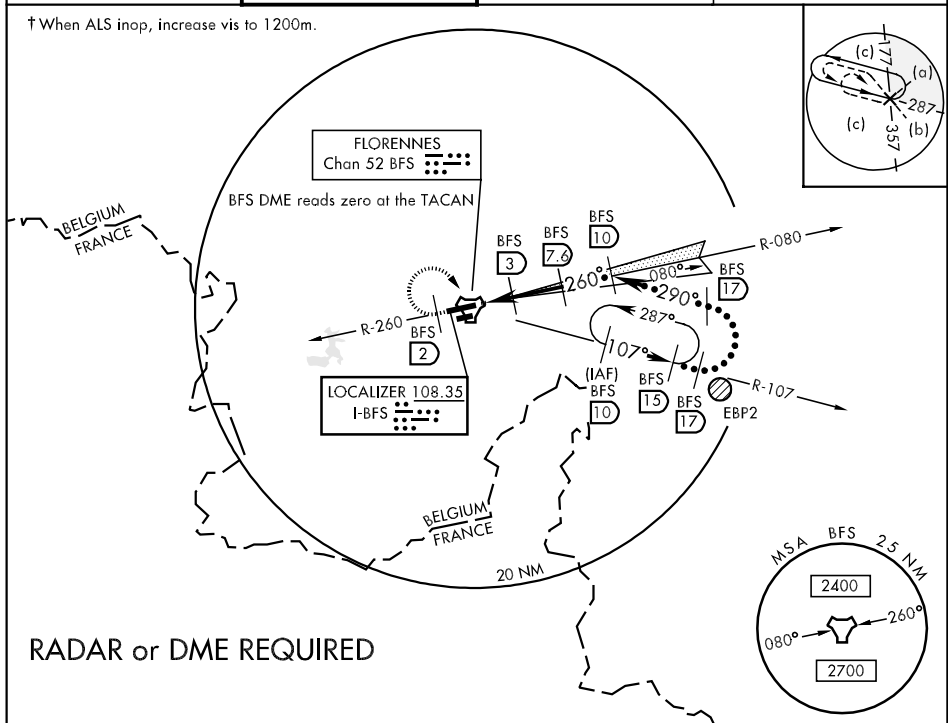 † When ALS inop, increase vis to 1200m.
(c)
177
(a)
287
(c)
(b)
357
FLORENNES
Chan 52 BFS
BFS DME reads zero at the TACAN
BELGIUM
FRANCE
BFS
3
BFS
7.6
BFS
10
R-080
260°
080°
BFS
17
290°
287°
107°
R-260
BFS
2
(IAF)
BFS
10
BFS
15
BFS
17
R-107
EBP2
LOCALIZER 108.35
I-BFS
BELGIUM
FRANCE
20 NM
MSA BFS 25 NM
2400
260°
080°
2700
RADAR or DME REQUIRED